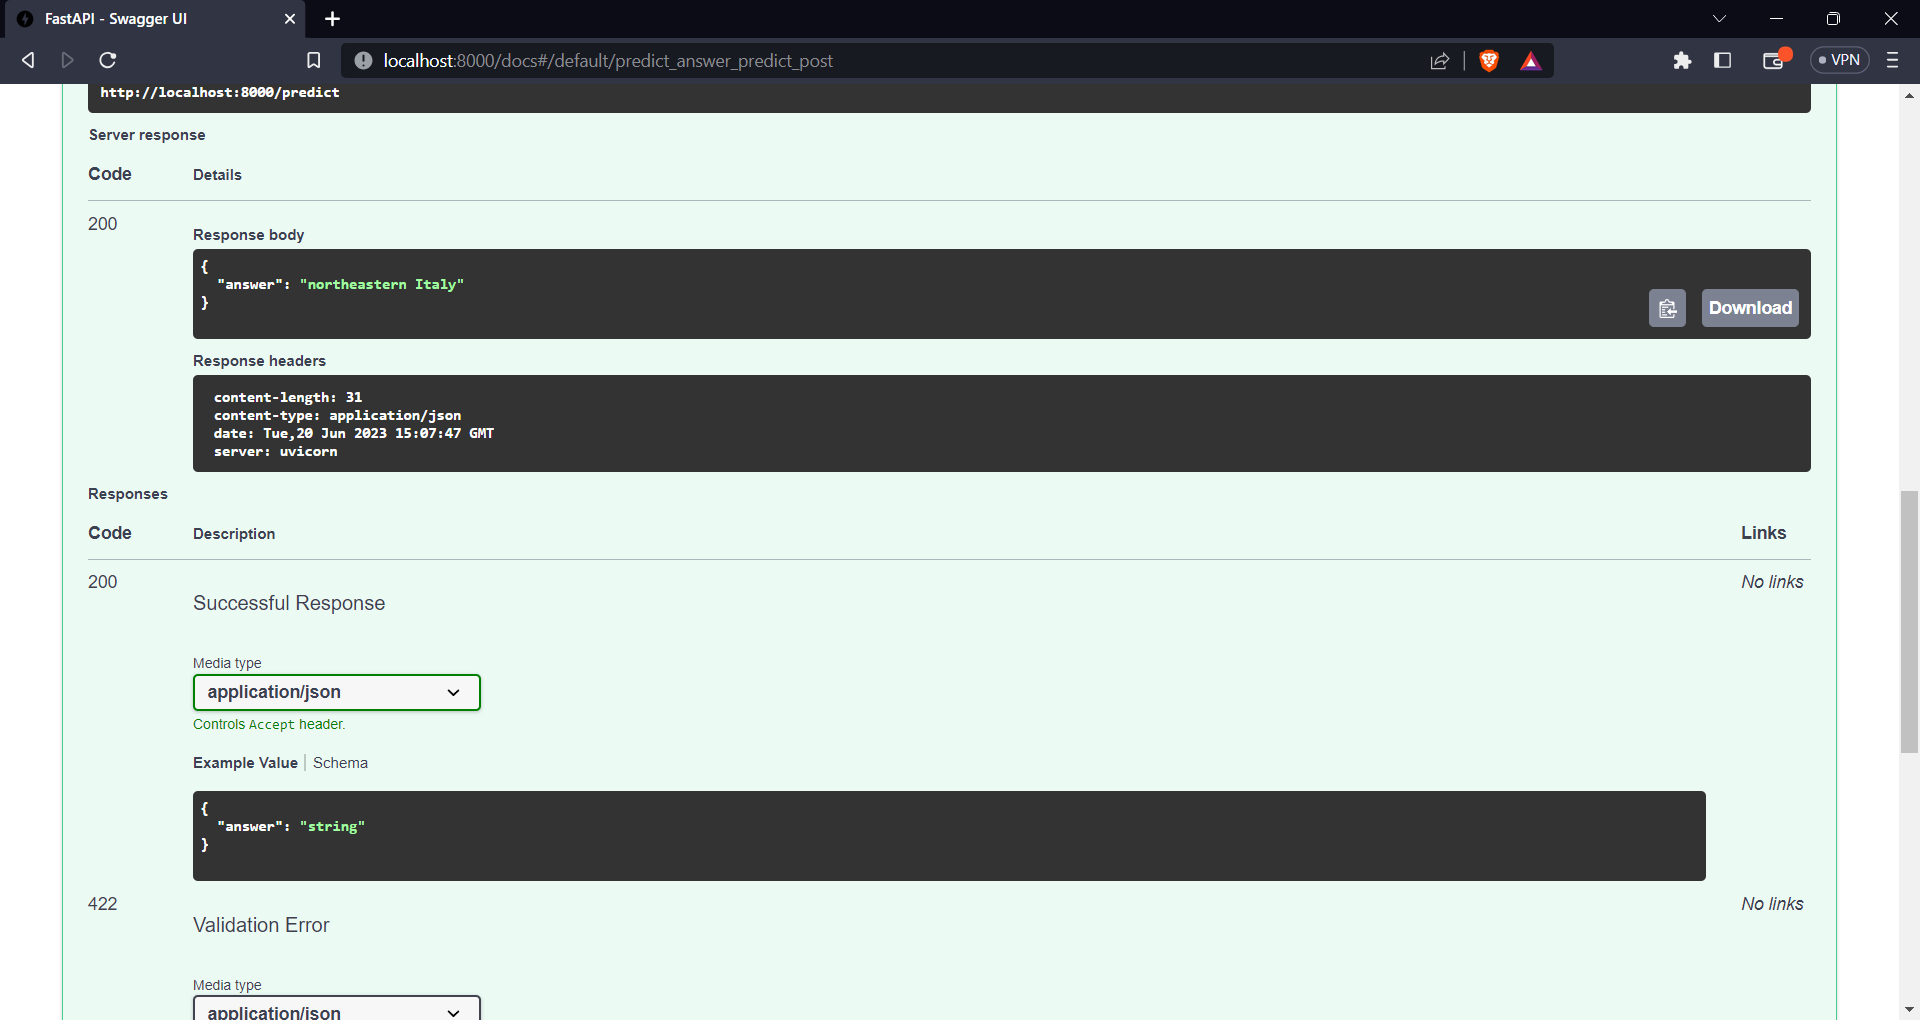 FastAPI - Swagger UI
localhost:8000/docs#/default/predict_answer_predict_post
VPN
http://localhost:8000/predict
Server response
Code Details
200
Response body
{
"answer": "northeastern Italy"
}
Download
Response headers
content-length: 31
content-type: application/json
date: Tue,20 Jun 2023 15:07:47 GMT
server: uvicorn
Responses
Code Description Links
200 No links
Successful Response
Media type
application/json
Controls Accept header.
Example Value Schema
{
"answer": "string"
}
422 No links
Validation Error
Media type
application/json